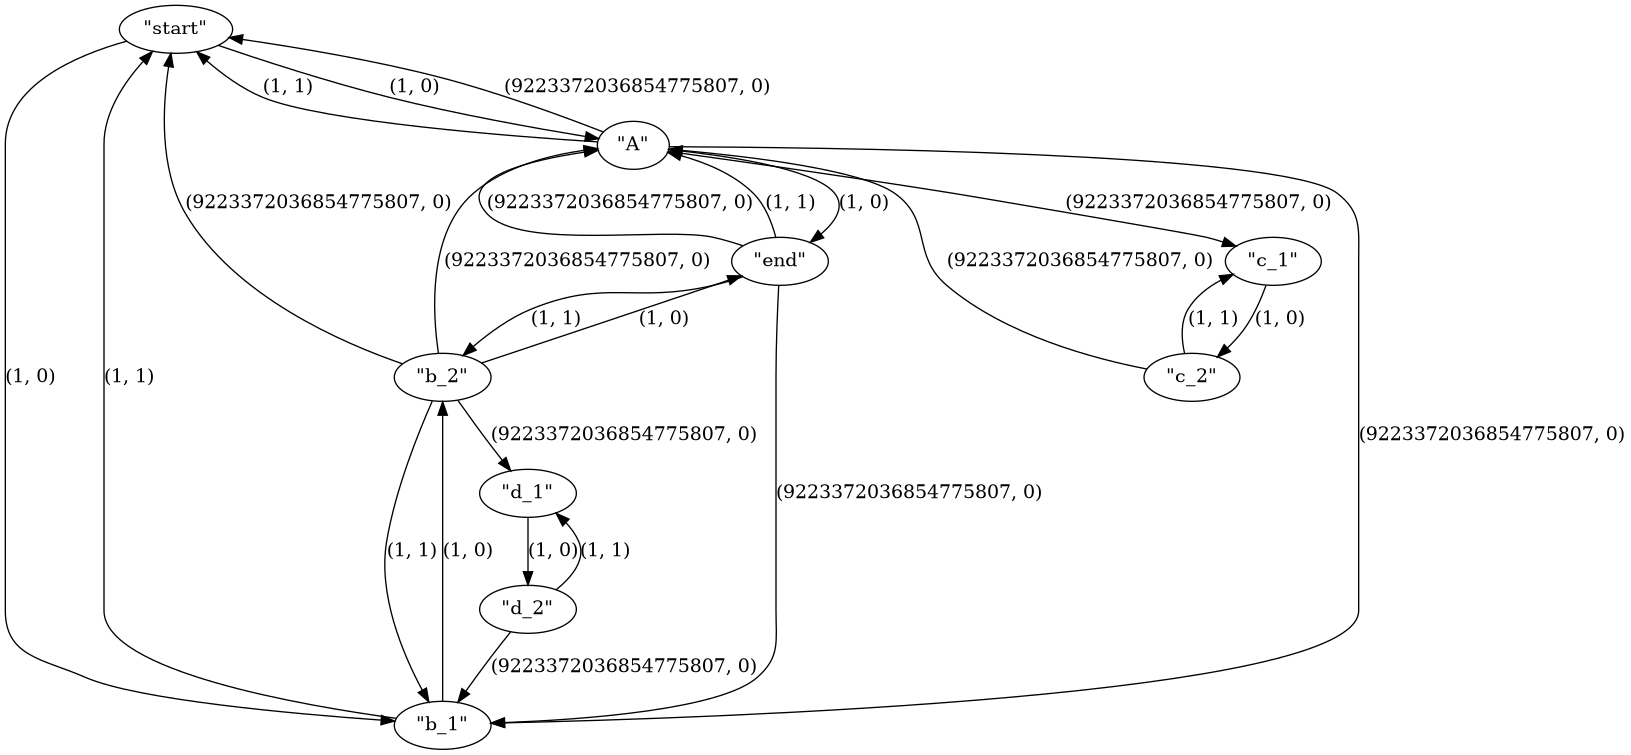 "start"
(1, 1)
(1, 0)
(9223372036854775807, 0)
"A"
(9223372036854775807, 0)
(9223372036854775807, 0)
(1, 1)
(1, 0)
(9223372036854775807, 0)
(9223372036854775807, 0)
"end"
(9223372036854775807, 0)
"c_1"
(1, 1)
(1, 0)
(1, 1)
(1, 0)
(1, 0)
(1, 1)
"b_2"
"c_2"
(9223372036854775807, 0)
(9223372036854775807, 0)
"d_1"
(9223372036854775807, 0)
(1, 1)
(1, 0)
(1, 0)
(1, 1)
"d_2"
(9223372036854775807, 0)
"b_1"